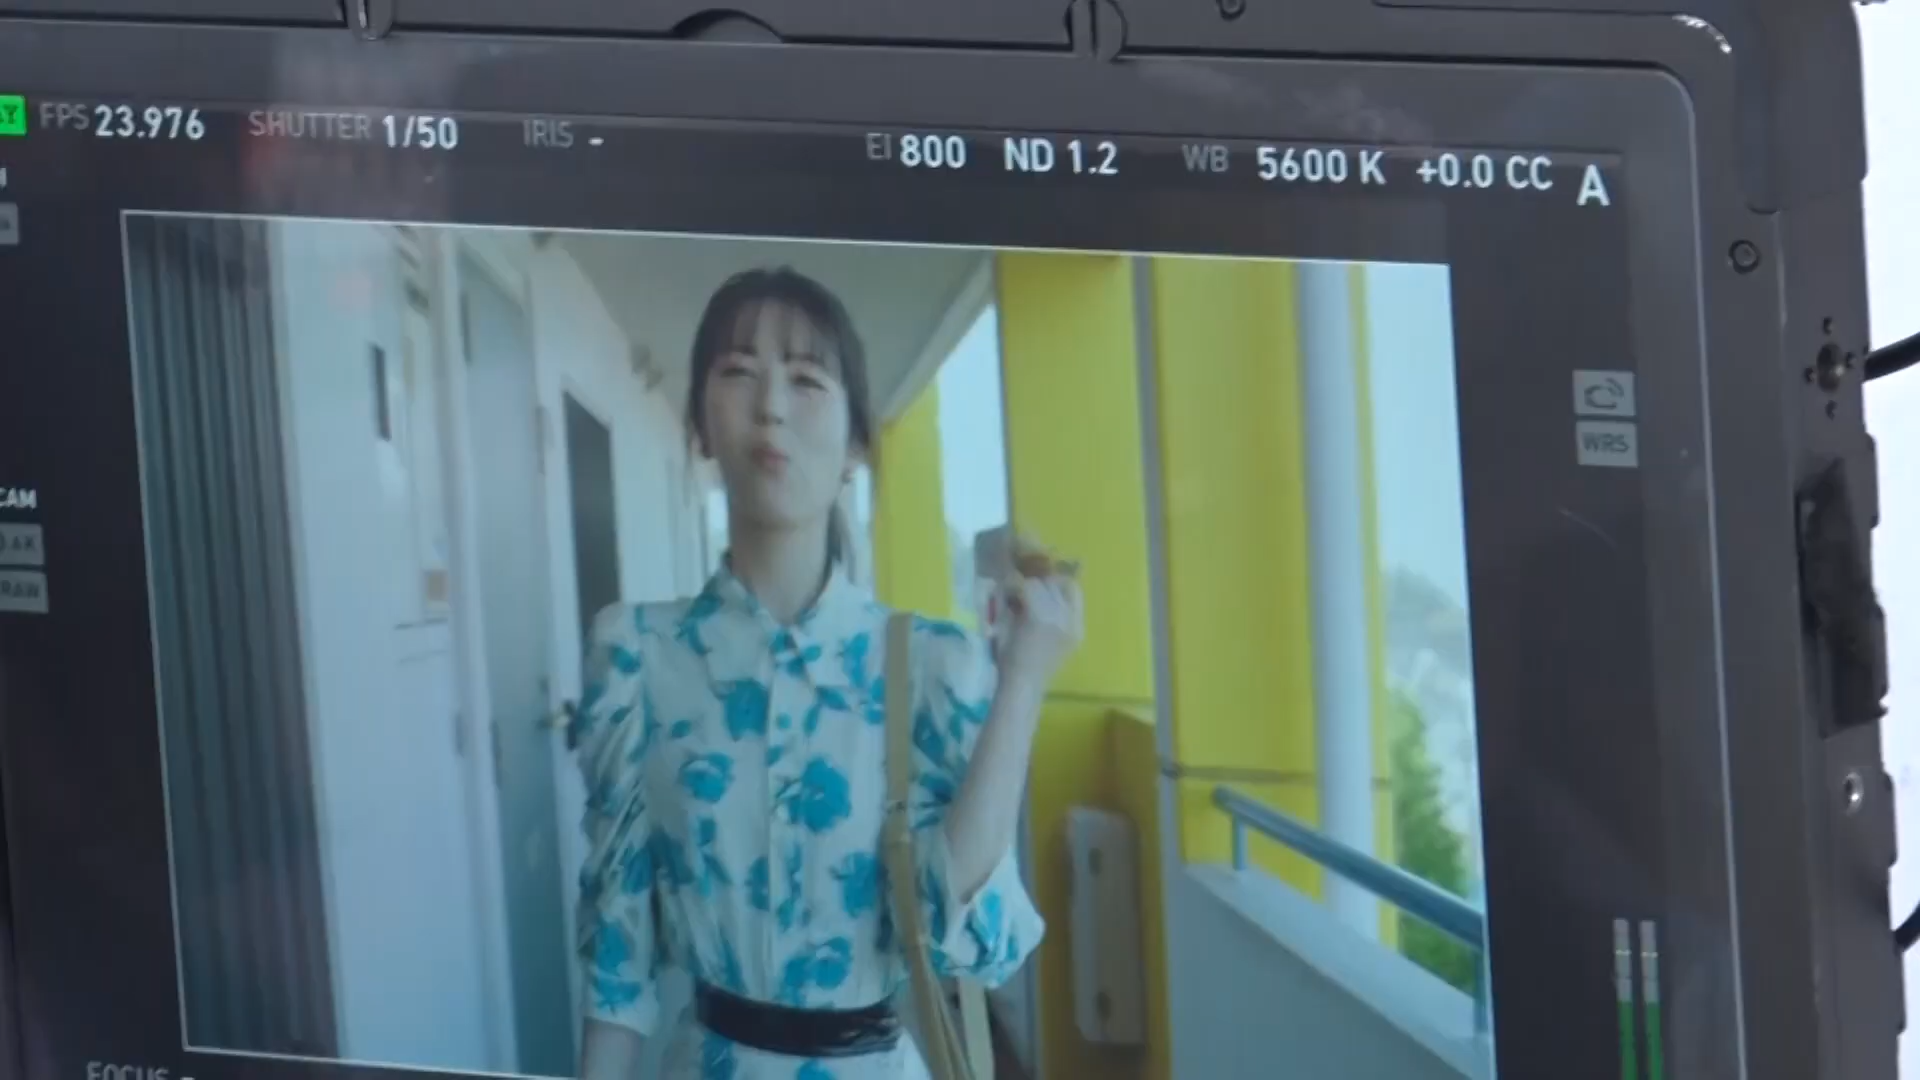 FPS 23.976 SHUTTER 1/50 IRIS - EI 800 ND 1.2 WB 5600 K +0.0 CC A
WRS
CAM
RAW
FOCUS -